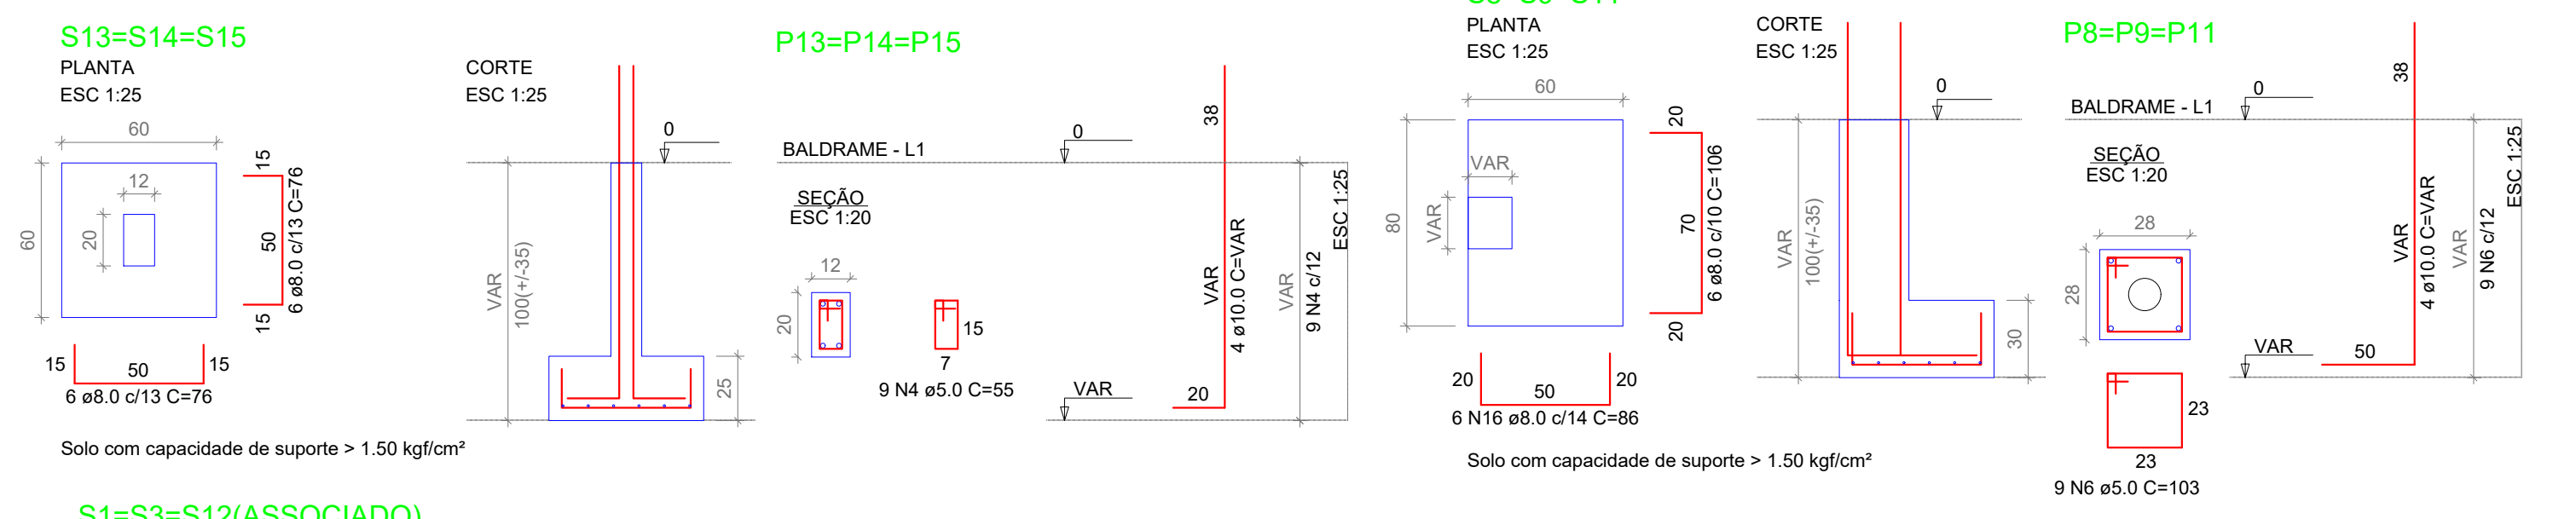 S13=S14=S15
PLANTA
ESC 1:25
60
60
12
20
15
50
15
6 ø8.0 c/13 C=76
15
50
15
6 ø8.0 c/13 C=76
Solo com capacidade de suporte > 1.50 kgf/cm²
CORTE
ESC 1:25
0
VAR
100(+/-35)
25
P13=P14=P15
BALDRAME - L1
0
SEÇÃO
ESC 1:20
12
20
15
7
9 N4 ø5.0 C=55
38
VAR
4 ø10.0 C=VAR
20
VAR
VAR
9 N4 c/12
ESC 1:25
PLANTA
ESC 1:25
60
80
VAR
VAR
20
70
20
6 ø8.0 c/10 C=106
20
50
20
6 N16 ø8.0 c/14 C=86
Solo com capacidade de suporte > 1.50 kgf/cm²
CORTE
ESC 1:25
0
VAR
100(+/-35)
30
P8=P9=P11
BALDRAME - L1
0
SEÇÃO
ESC 1:20
28
28
23
23
9 N6 ø5.0 C=103
38
VAR
4 ø10.0 C=VAR
50
VAR
VAR
9 N6 c/12
ESC 1:25
S1=S3=S12(ASSOCIADO)